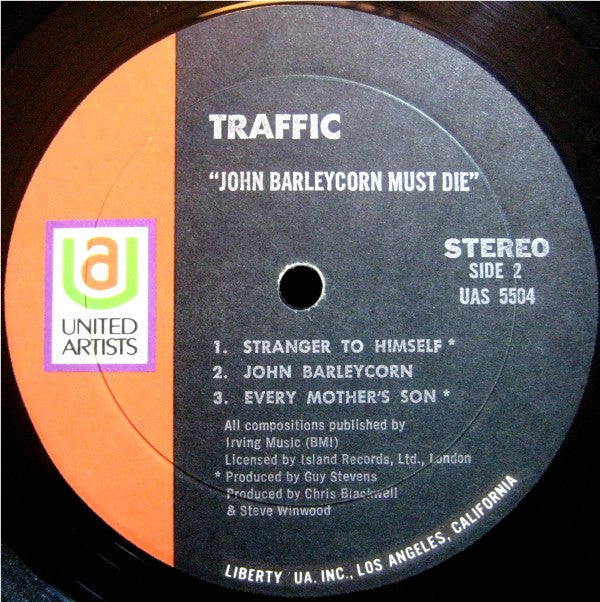 TRAFFIC
"JOHN BARLEYCORN MUST DIE"
STEREO
SIDE 2
UAS 5504
ua
UNITED
ARTISTS
1. STRANGER TO HIMSELF *
2. JOHN BARLEYCORN
3. EVERY MOTHER'S SON *
All compositions published by
Irving Music (BMI)
Licensed by Island Records, Ltd., London
* Produced by Guy Stevens
Produced by Chris Blackwell
& Steve Winwood
LIBERTY UA. INC., LOS ANGELES, CALIFORNIA